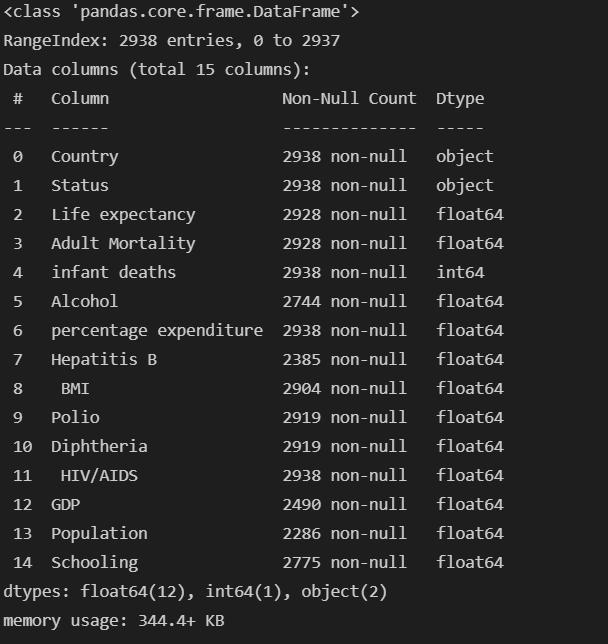 <class 'pandas.core.frame.DataFrame'>
RangeIndex: 2938 entries, 0 to 2937
Data columns (total 15 columns):
 #   Column                  Non-Null Count  Dtype
---  ------                  --------------  -----
 0   Country                 2938 non-null   object
 1   Status                  2938 non-null   object
 2   Life expectancy         2928 non-null   float64
 3   Adult Mortality         2928 non-null   float64
 4   infant deaths           2938 non-null   int64
 5   Alcohol                 2744 non-null   float64
 6   percentage expenditure  2938 non-null   float64
 7   Hepatitis B             2385 non-null   float64
 8    BMI                    2904 non-null   float64
 9   Polio                   2919 non-null   float64
 10  Diphtheria              2919 non-null   float64
 11   HIV/AIDS               2938 non-null   float64
 12  GDP                     2490 non-null   float64
 13  Population              2286 non-null   float64
 14  Schooling               2775 non-null   float64
dtypes: float64(12), int64(1), object(2)
memory usage: 344.4+ KB